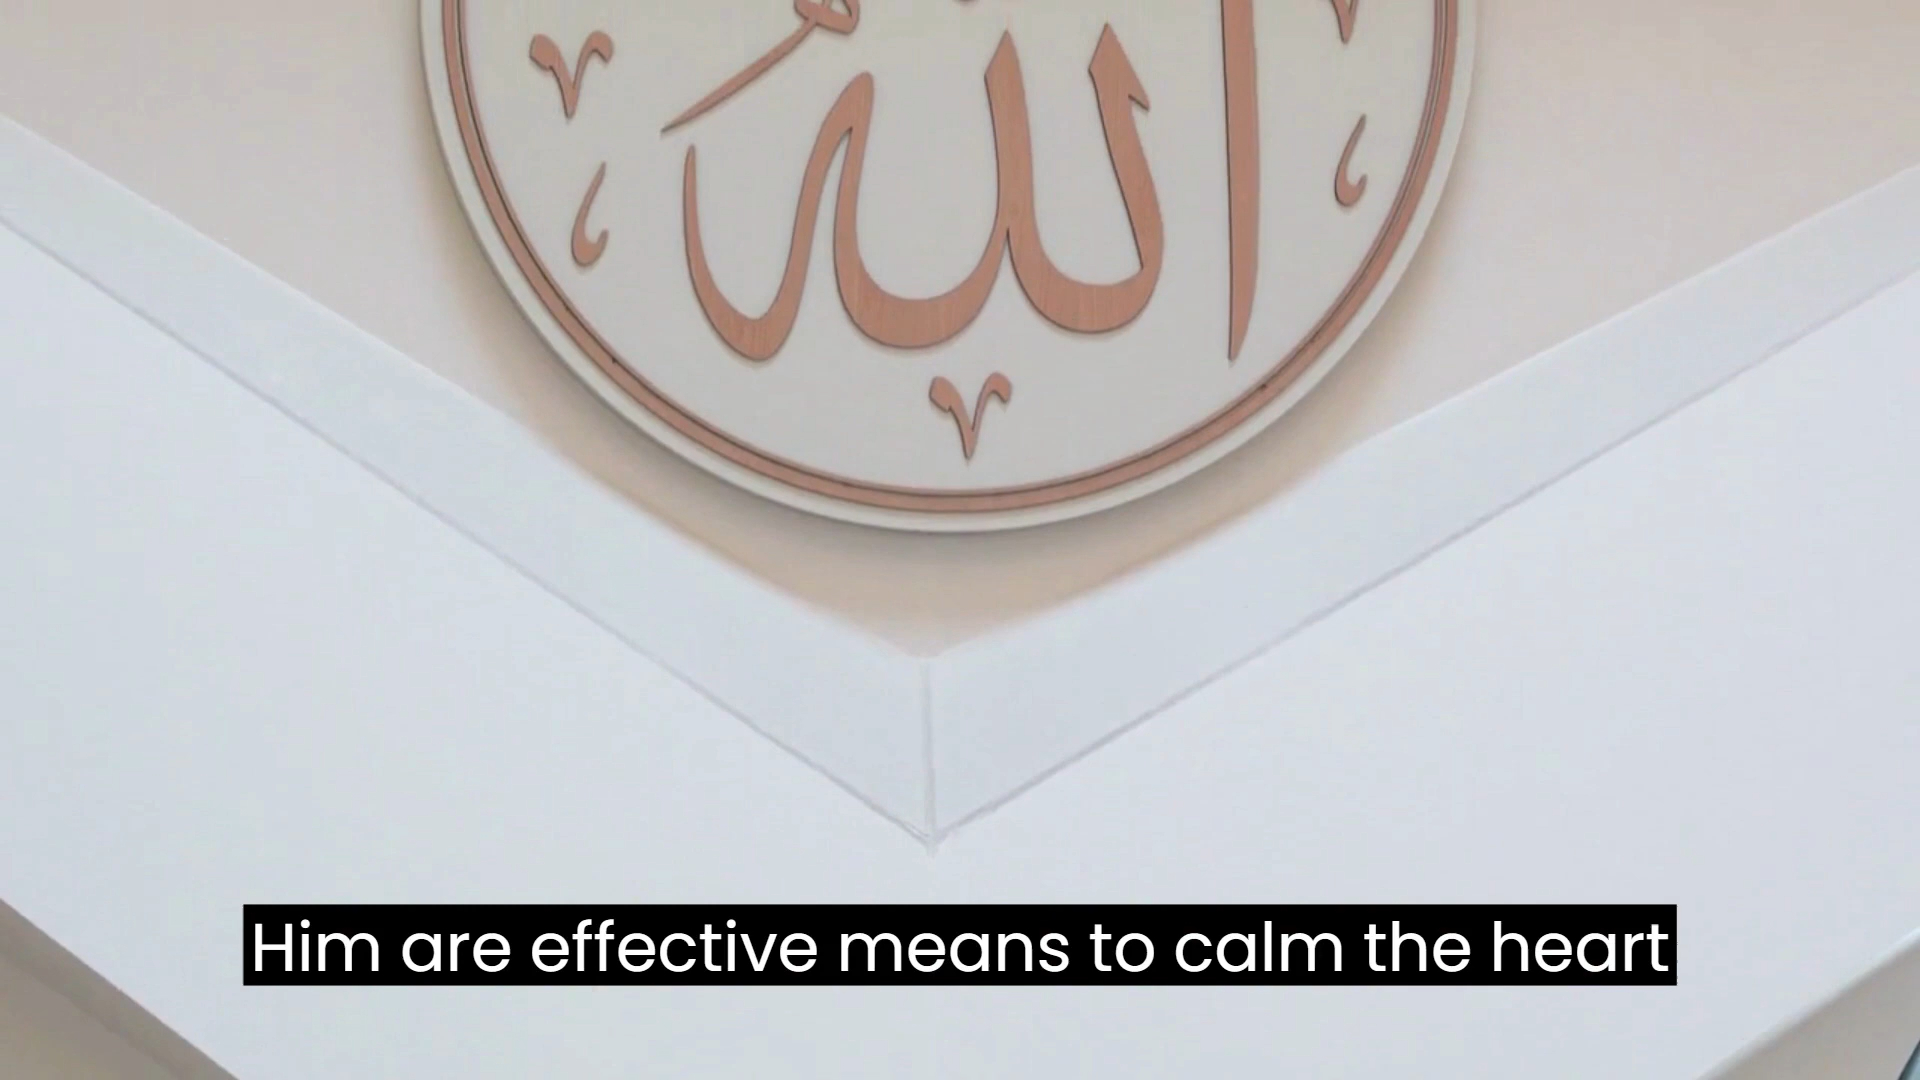 الله
Him are effective means to calm the heart